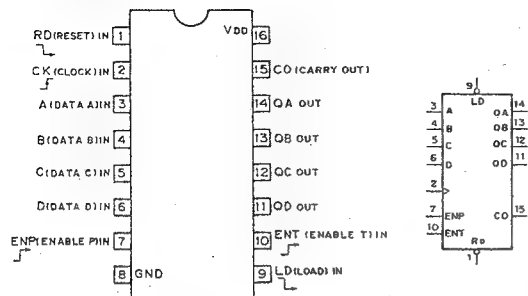 RD(RESET) IN 1
16 VDD
CK(CLOCK)IN 2
15 CO (CARRY OUT)
A(DATA A)IN 3
14 QA OUT
B(DATA B)IN 4
13 QB OUT
C(DATA C)IN 5
12 QC OUT
D(DATA D)IN 6
11 QD OUT
ENP(ENABLE P)IN 7
10 ENT (ENABLE T) IN
8 GND
9 LD(LOAD) IN
9
LD
3 A QA 14
4 B QB 13
5 C QC 12
6 D QD 11
2
7 ENP CO 15
10 ENT
RD
1